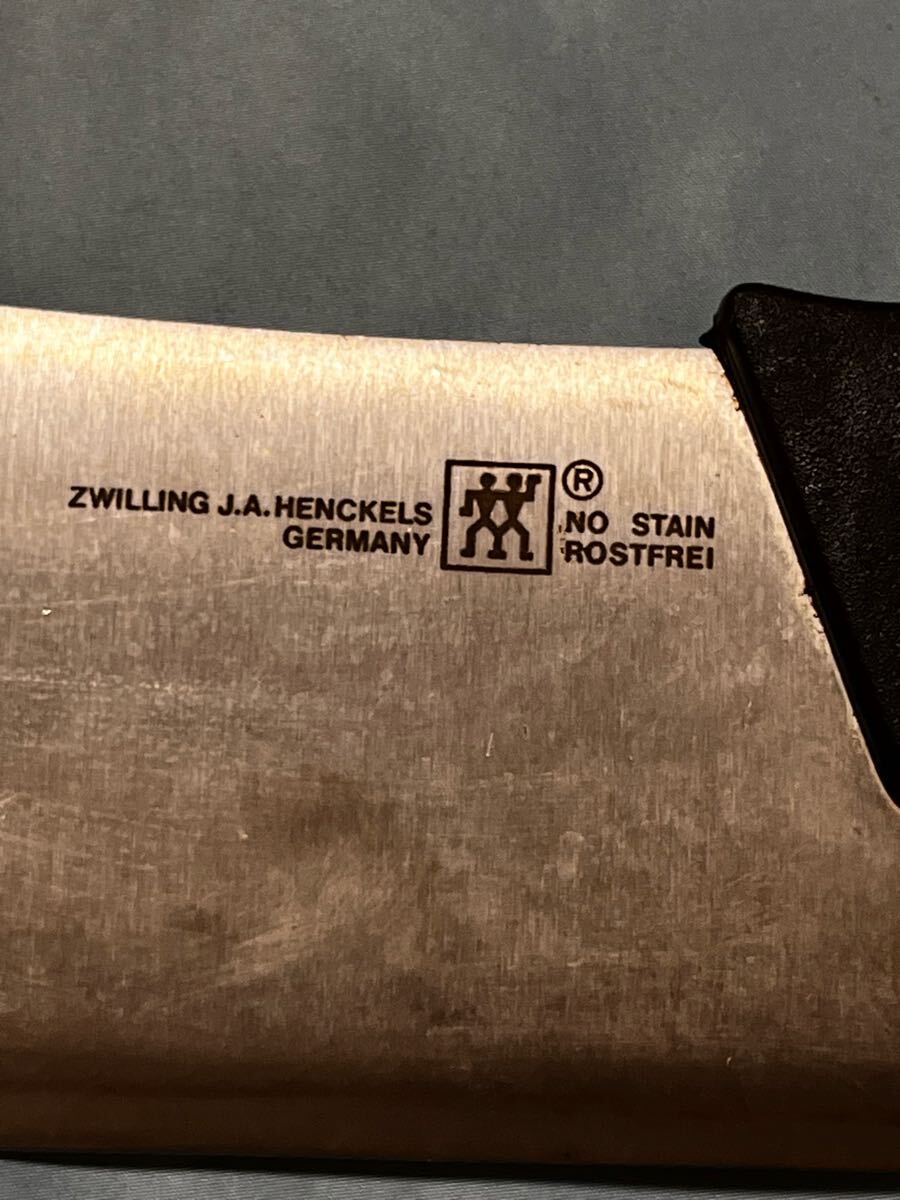 ZWILLING J.A.HENCKELS
GERMANY
®
NO STAIN
ROSTFREI